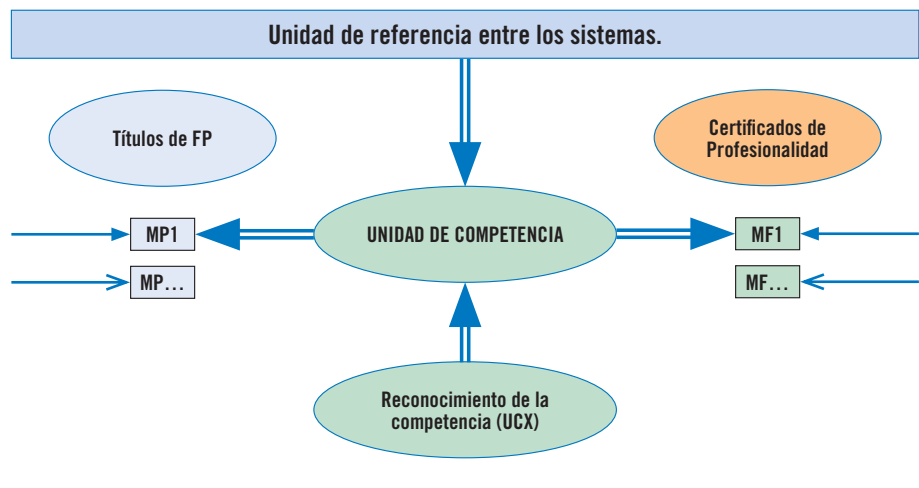 Unidad de referencia entre los sistemas.
Títulos de FP
Certificados de
Profesionalidad
MP1
UNIDAD DE COMPETENCIA
MF1
MP...
MF...
Reconocimiento de la
competencia (UCX)